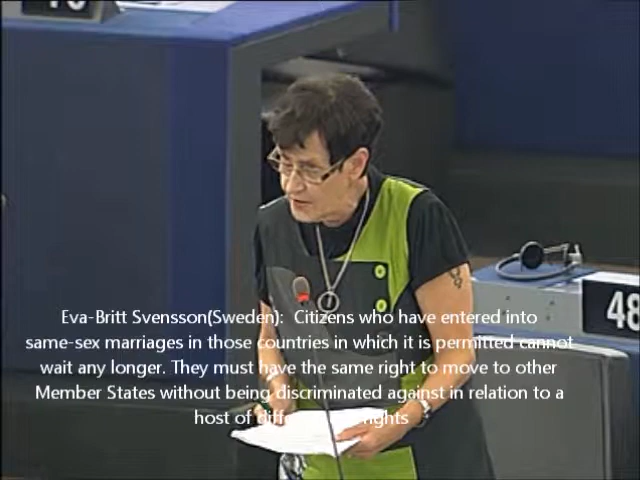 Eva-Britt Svensson(Sweden): Citizens who have entered into
same-sex marriages in those countries in which it is permitted cannot
wait any longer. They must have the same right to move to other
Member States without being discriminated against in relation to a
host of rights
48